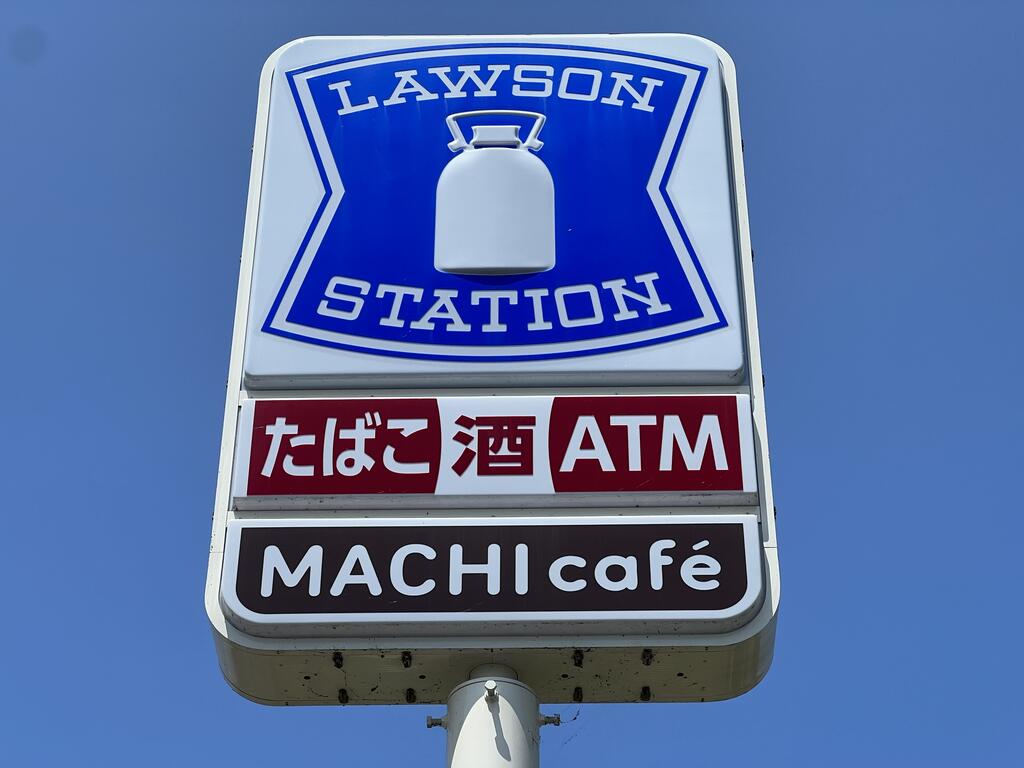 LAWSON
STATION
たばこ 酒 ATM
MACHI café